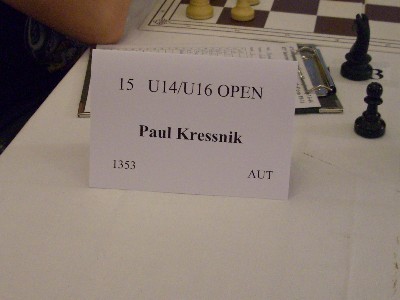 15 U14/U16 OPEN
Paul Kressnik
1353 AUT